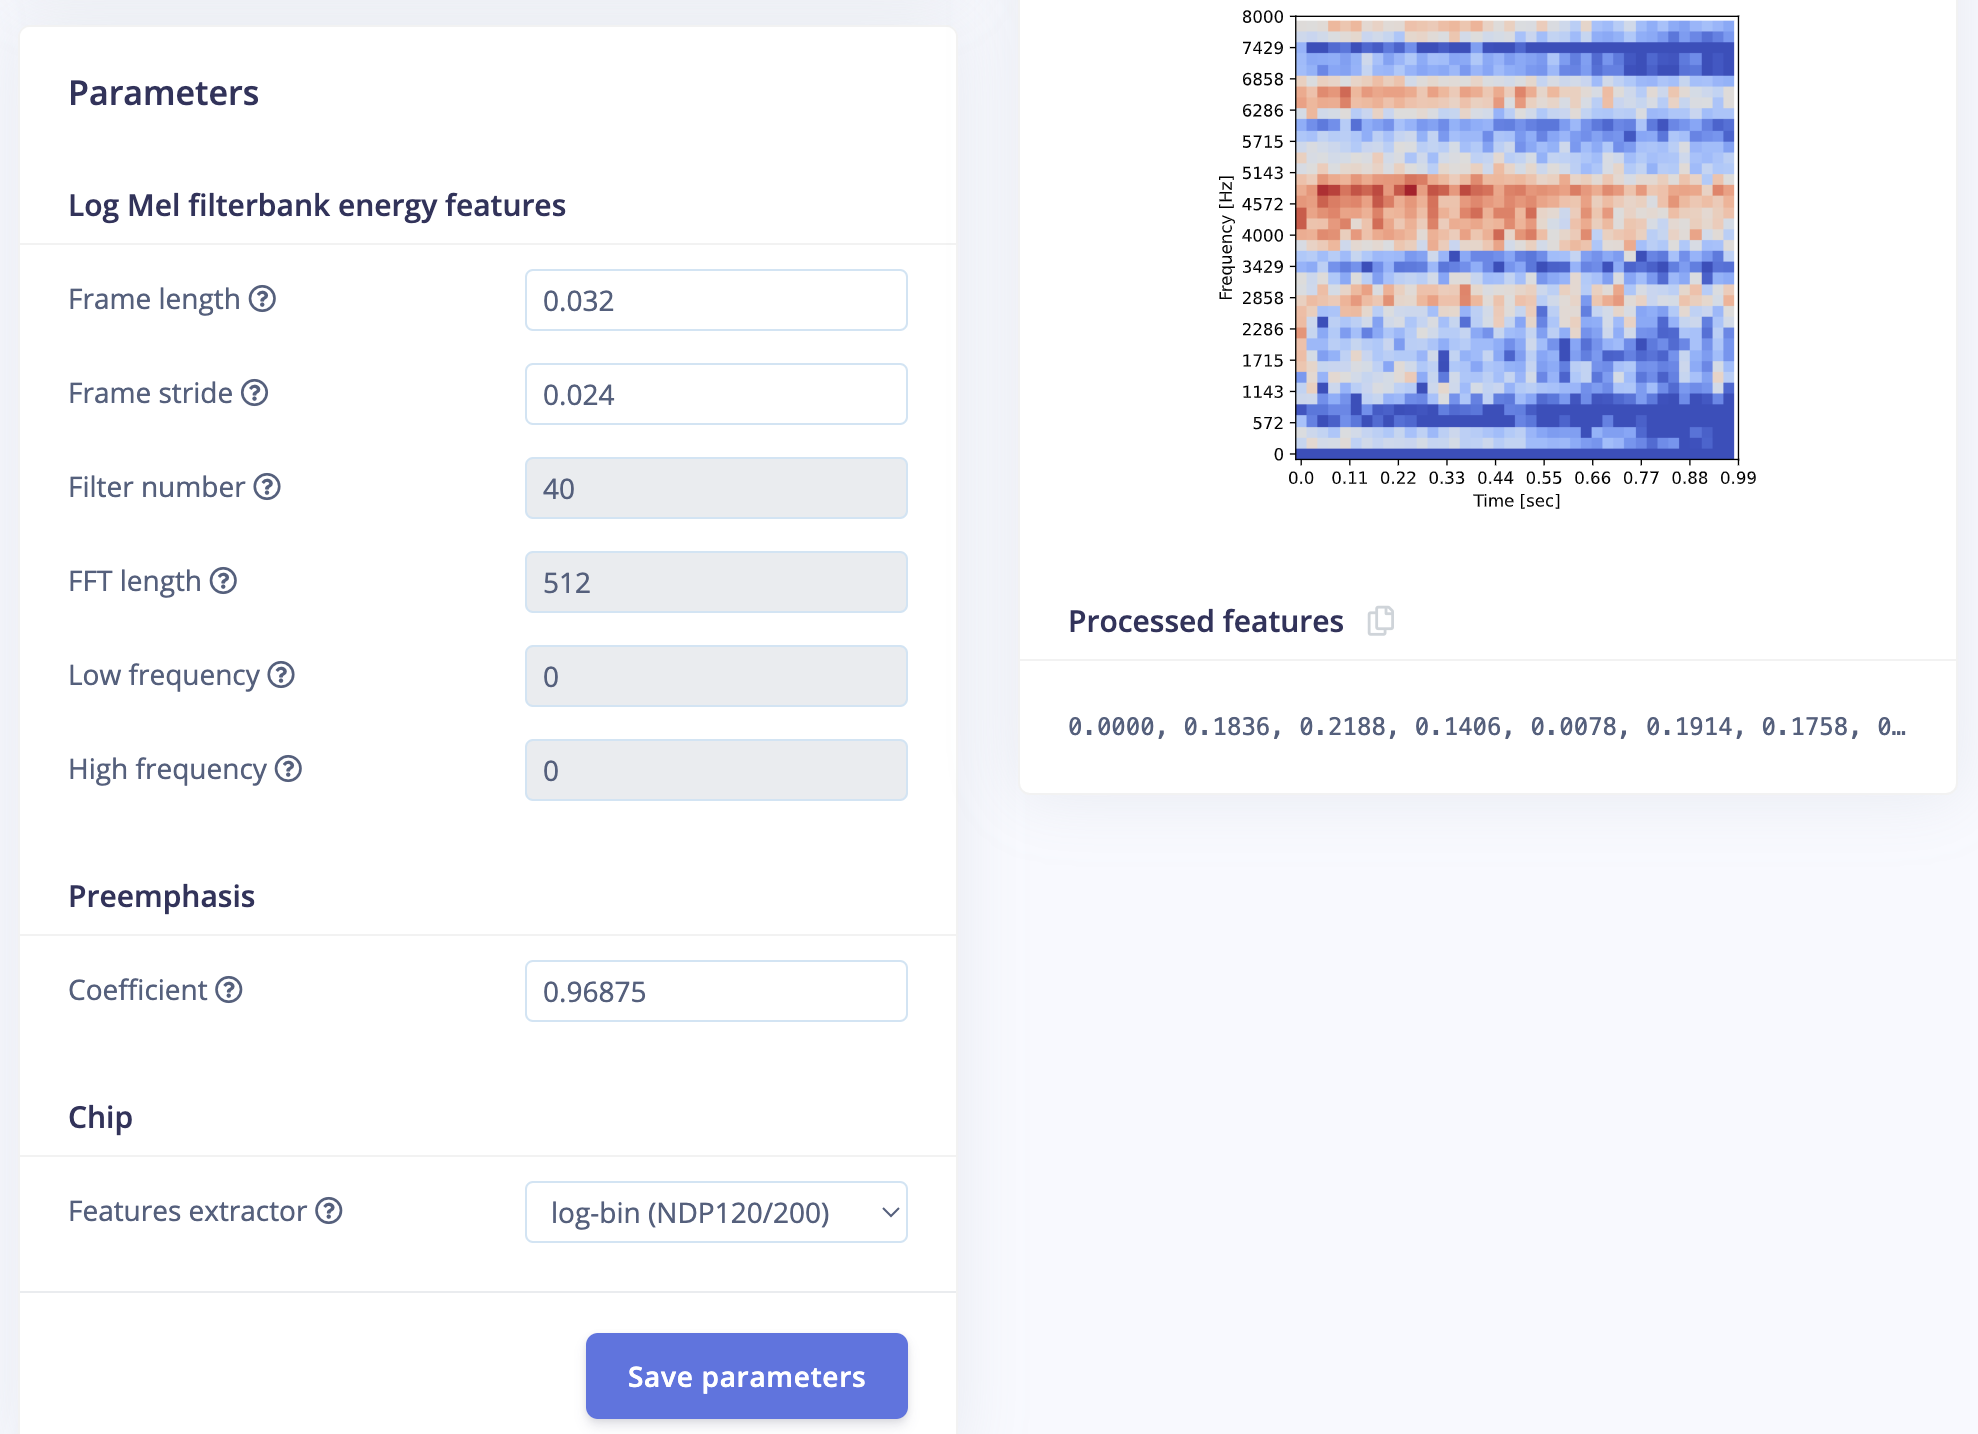 Parameters
Log Mel filterbank energy features
Frame length ?
0.032
Frame stride ?
0.024
Filter number ?
40
FFT length ?
512
Low frequency ?
0
High frequency ?
0
Preemphasis
Coefficient ?
0.96875
Chip
Features extractor ?
log-bin (NDP120/200)
Save parameters
Frequency [Hz]
8000
7429
6858
6286
5715
5143
4572
4000
3429
2858
2286
1715
1143
572
0
0.0 0.11 0.22 0.33 0.44 0.55 0.66 0.77 0.88 0.99
Time [sec]
Processed features
0.0000, 0.1836, 0.2188, 0.1406, 0.0078, 0.1914, 0.1758, 0…